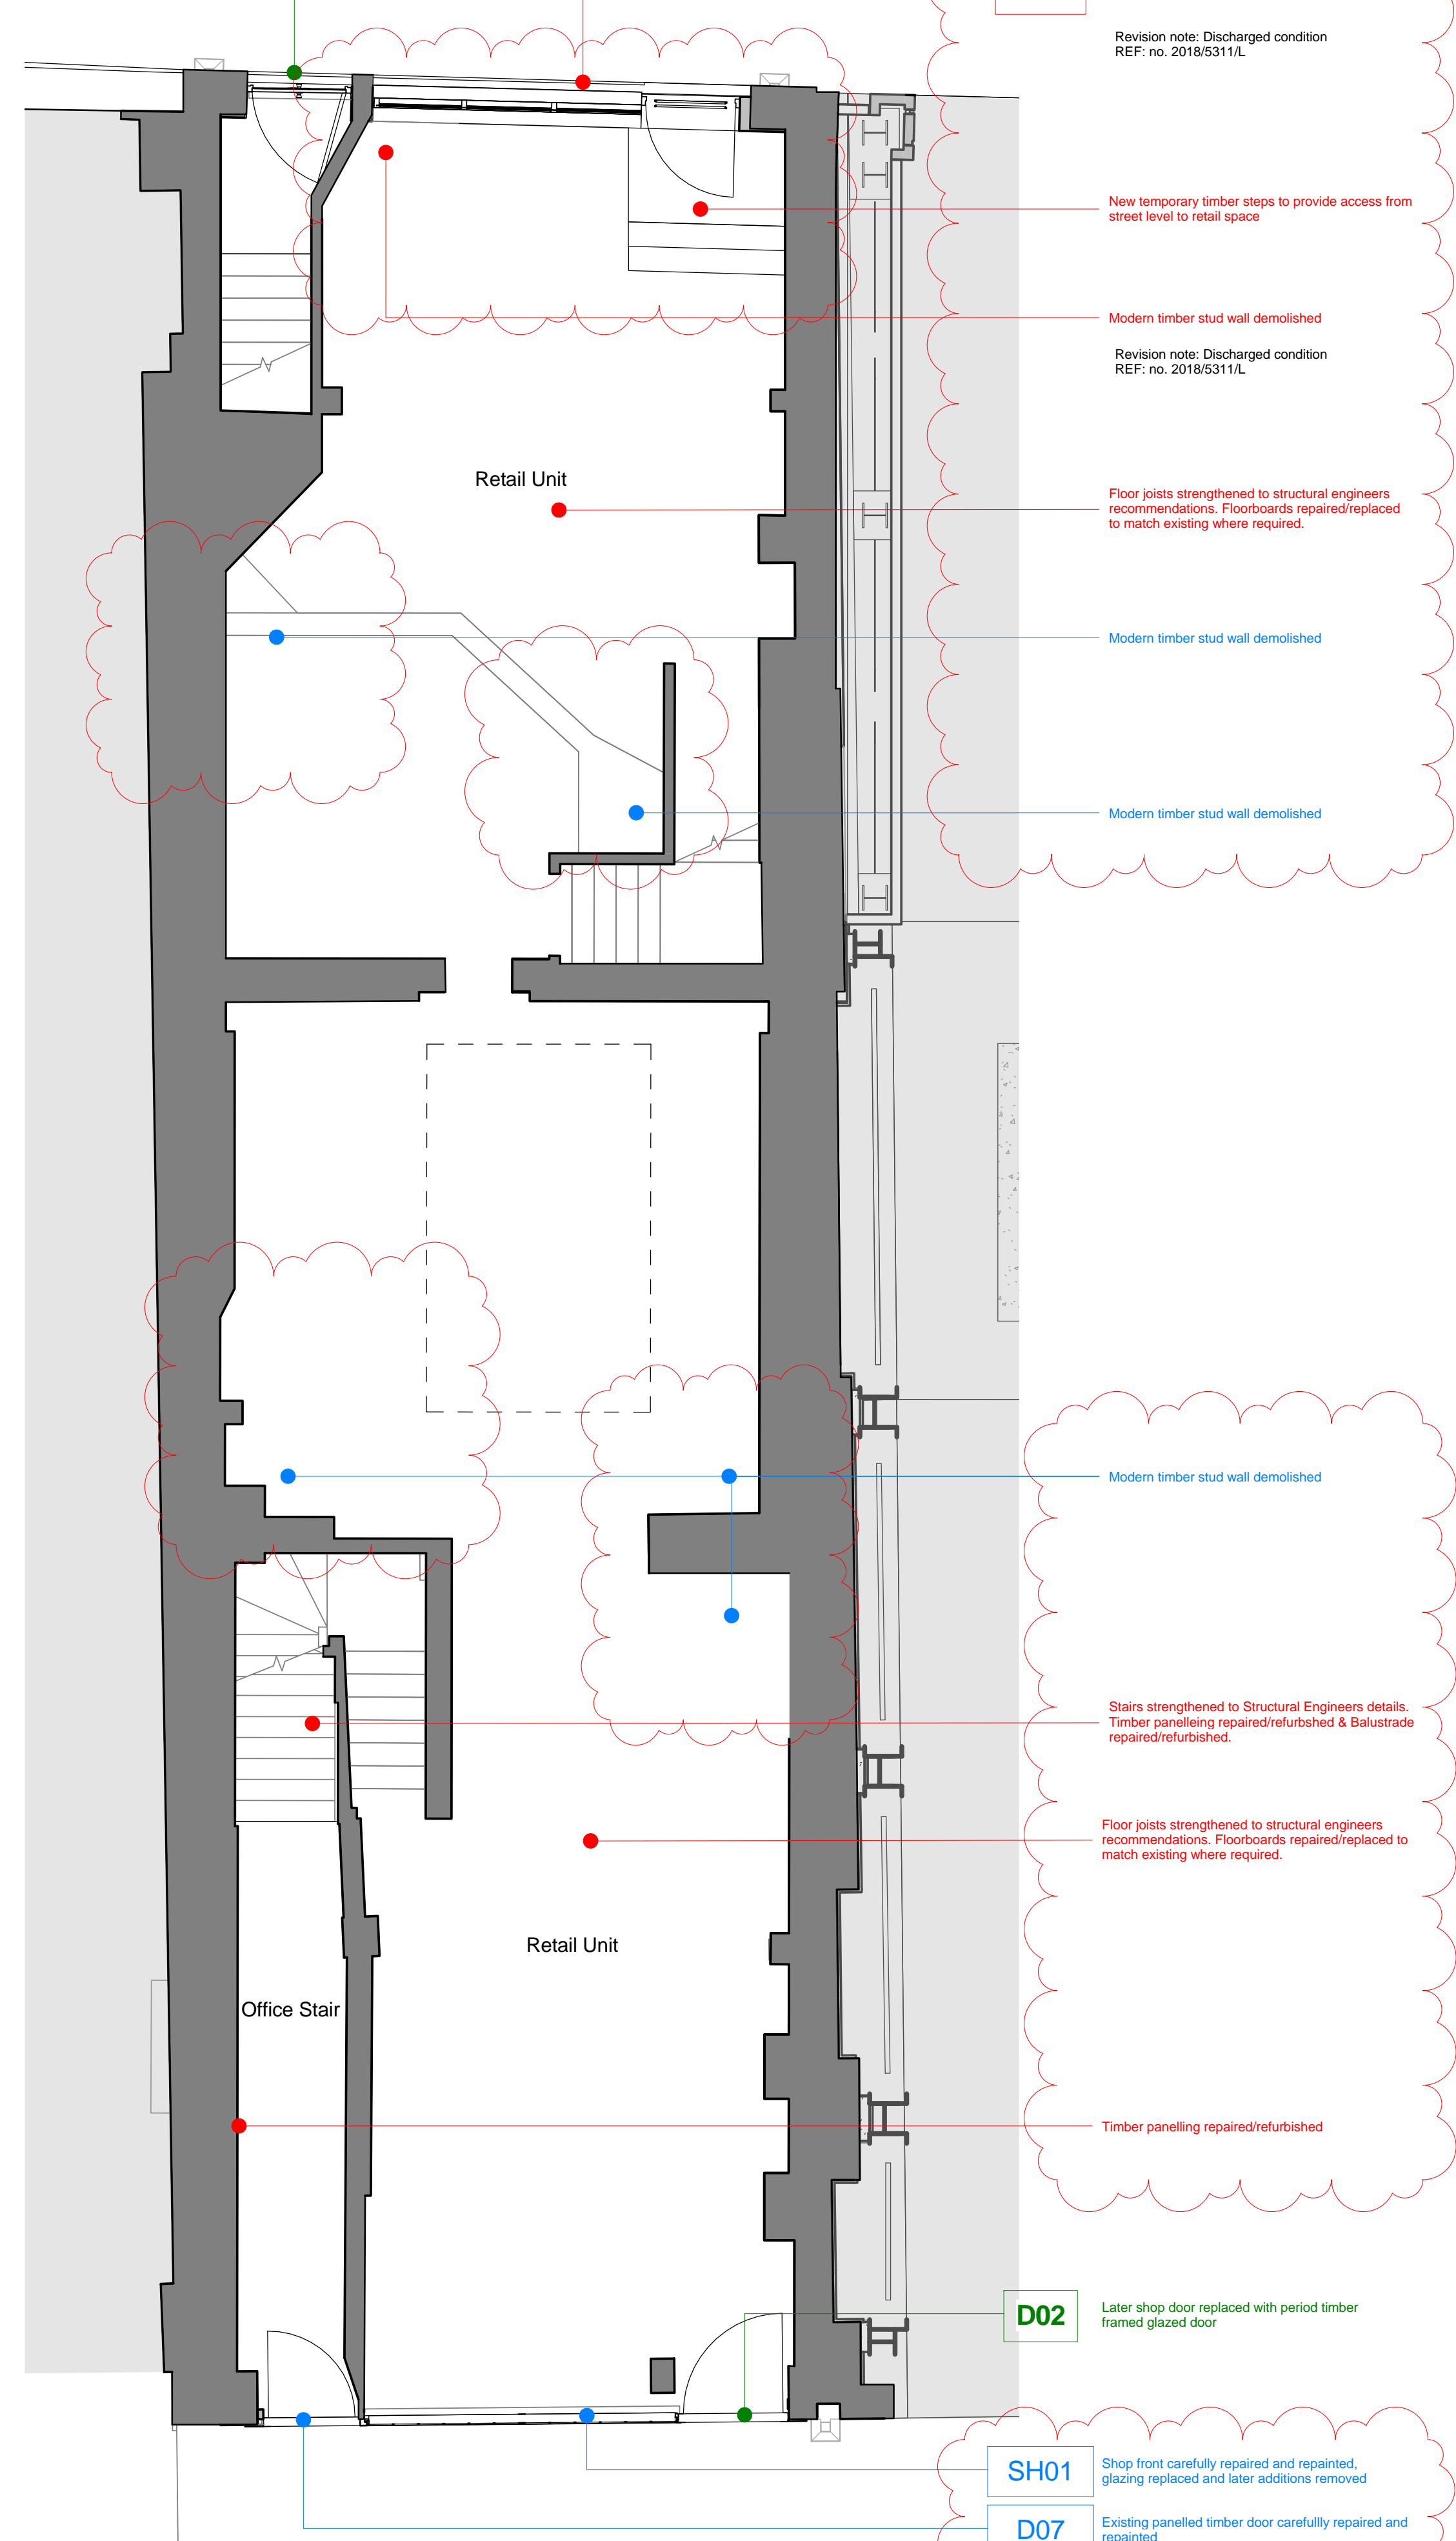 Revision note: Discharged condition
REF: no. 2018/5311/L
New temporary timber steps to provide access from
street level to retail space
Modern timber stud wall demolished
Revision note: Discharged condition
REF: no. 2018/5311/L
Retail Unit
Floor joists strengthened to structural engineers
recommendations. Floorboards repaired/replaced
to match existing where required.
Modern timber stud wall demolished
Modern timber stud wall demolished
Modern timber stud wall demolished
Stairs strengthened to Structural Engineers details.
Timber panelleing repaired/refurbshed & Balustrade
repaired/refurbished.
Floor joists strengthened to structural engineers
recommendations. Floorboards repaired/replaced to
match existing where required.
Retail Unit
Office Stair
Timber panelling repaired/refurbished
D02
Later shop door replaced with period timber
framed glazed door
SH01
Shop front carefully repaired and repainted,
glazing replaced and later additions removed
D07
Existing panelled timber door carefullly repaired and
repainted